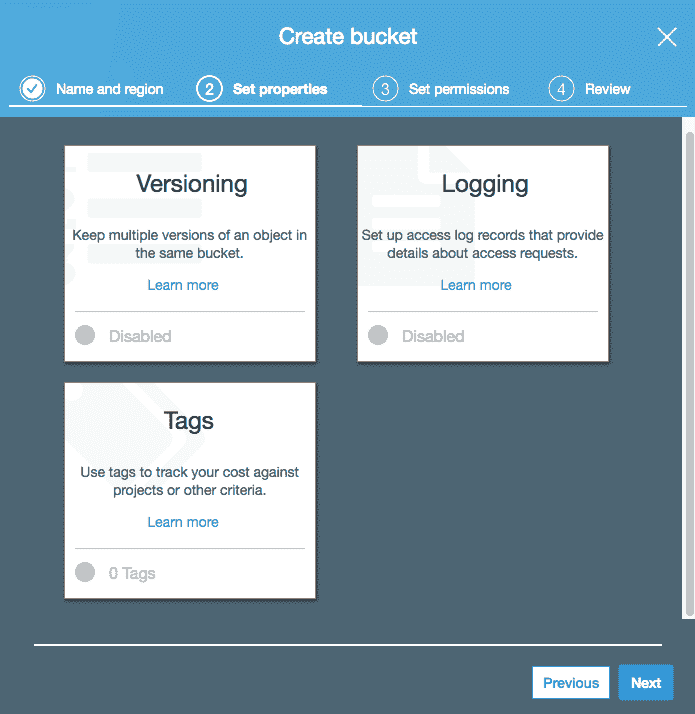 Create bucket
Name and region
2 Set properties
3 Set permissions
4 Review
Versioning
Keep multiple versions of an object in
the same bucket.
Learn more
Disabled
Logging
Set up access log records that provide
details about access requests.
Learn more
Disabled
Tags
Use tags to track your cost against
projects or other criteria.
Learn more
0 Tags
Previous
Next